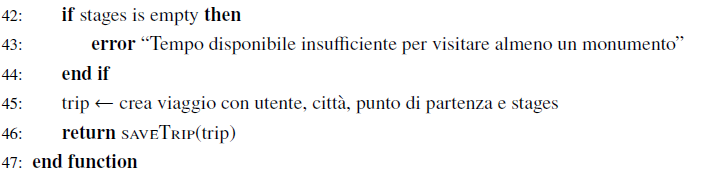 42: if stages is empty then
43: error “Tempo disponibile insufficiente per visitare almeno un monumento”
44: end if
45: trip ← crea viaggio con utente, città, punto di partenza e stages
46: return saveTrip(trip)
47: end function